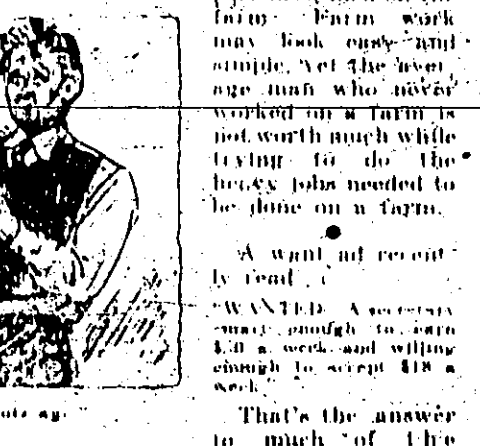 farm. Farm work
may look easy and
simple, yet the aver
age man who never
worked on a farm is
not worth much while
trying to do the
heavy jobs needed to
be done on a farm.
A want ad recent
ly read
"WANTED A secretary
smart enough to earn
$50 a week and willing
enough to accept $18 a
week."
ago."
That's the answer
to much of the